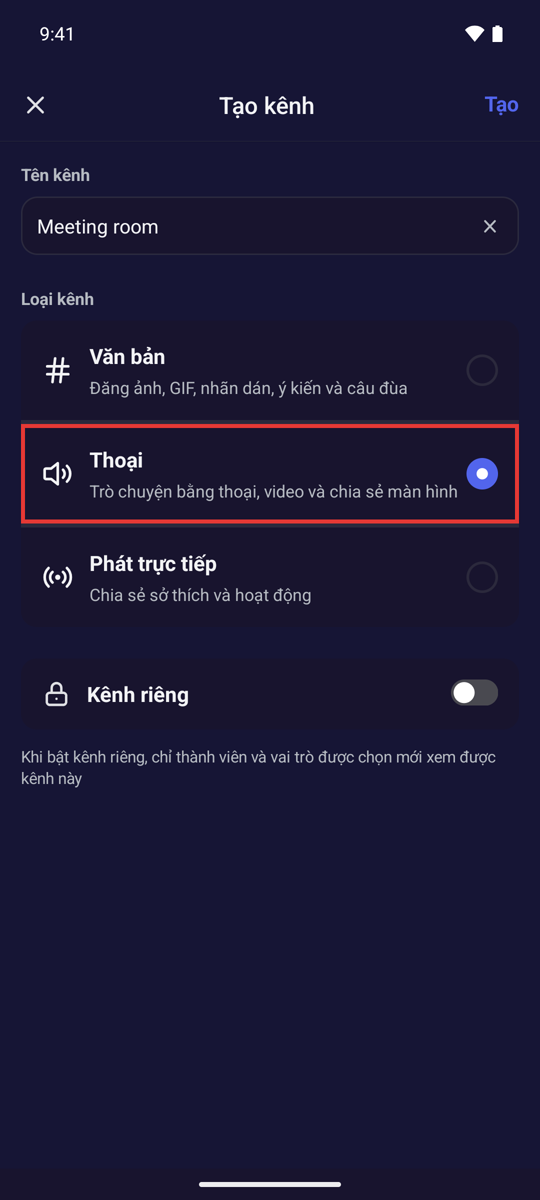 9:41
Tạo kênh
Tạo
Tên kênh
Meeting room
Loại kênh
Văn bản
Đăng ảnh, GIF, nhãn dán, ý kiến và câu đùa
Thoại
Trò chuyện bằng thoại, video và chia sẻ màn hình
Phát trực tiếp
Chia sẻ sở thích và hoạt động
Kênh riêng
Khi bật kênh riêng, chỉ thành viên và vai trò được chọn mới xem được
kênh này